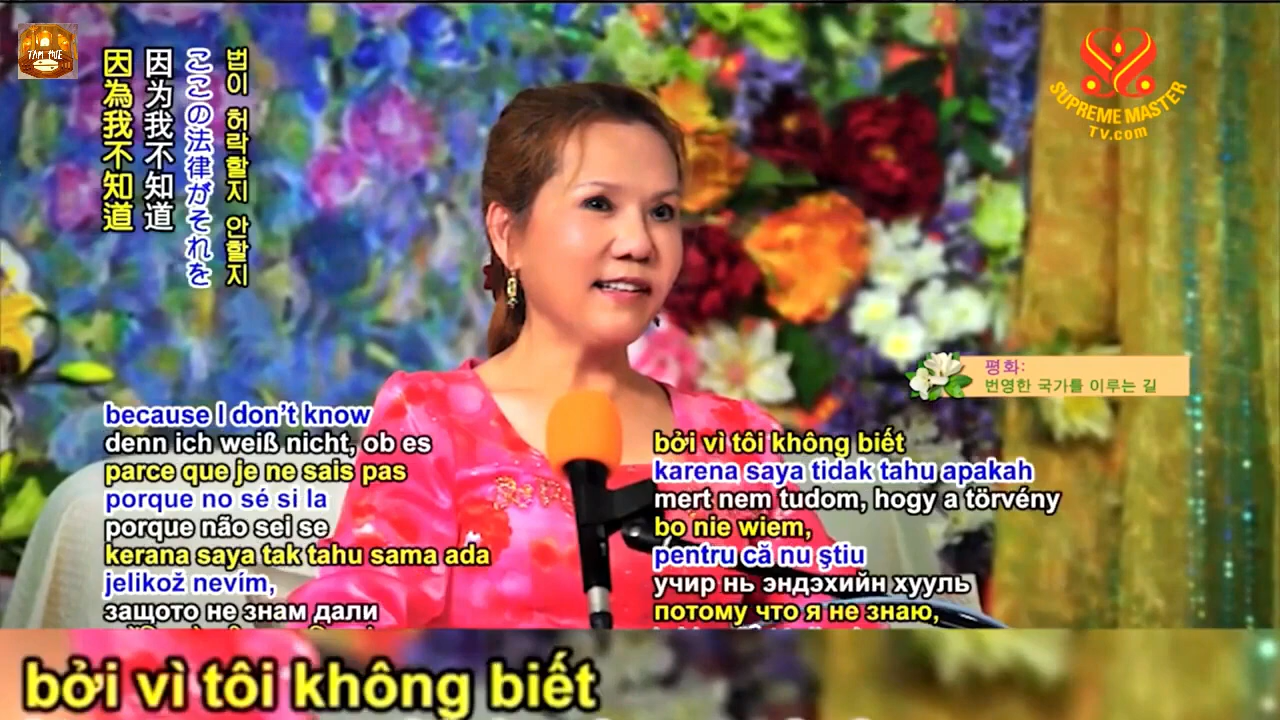 TAM TUE
因為我不知道
因为我不知道
ここの法律がそれを
법이 허락할지 안할지
SUPREME MASTER
TV.com
평화:
번영한 국가를 이루는 길
because I don't know
denn ich weiß nicht, ob es
parce que je ne sais pas
porque no sé si la
porque não sei se
kerana saya tak tahu sama ada
jelikož nevím,
защото не знам дали
bởi vì tôi không biết
karena saya tidak tahu apakah
mert nem tudom, hogy a törvény
bo nie wiem,
pentru că nu ştiu
учир нь эндэхийн хууль
потому что я не знаю,
bởi vì tôi không biết